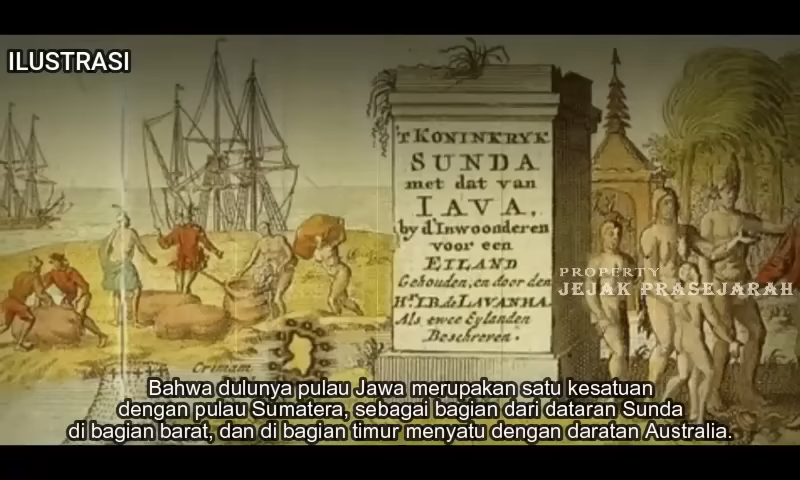 ILUSTRASI
't KONINKRYK
SUNDA
met dat van
IAVA,
by d'Inwoonderen
voor een
EILAND
Gehouden, en door den
Hr. I.B. de LAVANHA.
Als twee Eylanden
Beschreven.
PROPERTY
JEJAK PRASEJARAH
Crimam
Bahwa dulunya pulau Jawa merupakan satu kesatuan
dengan pulau Sumatera, sebagai bagian dari dataran Sunda
di bagian barat, dan di bagian timur menyatu dengan daratan Australia.